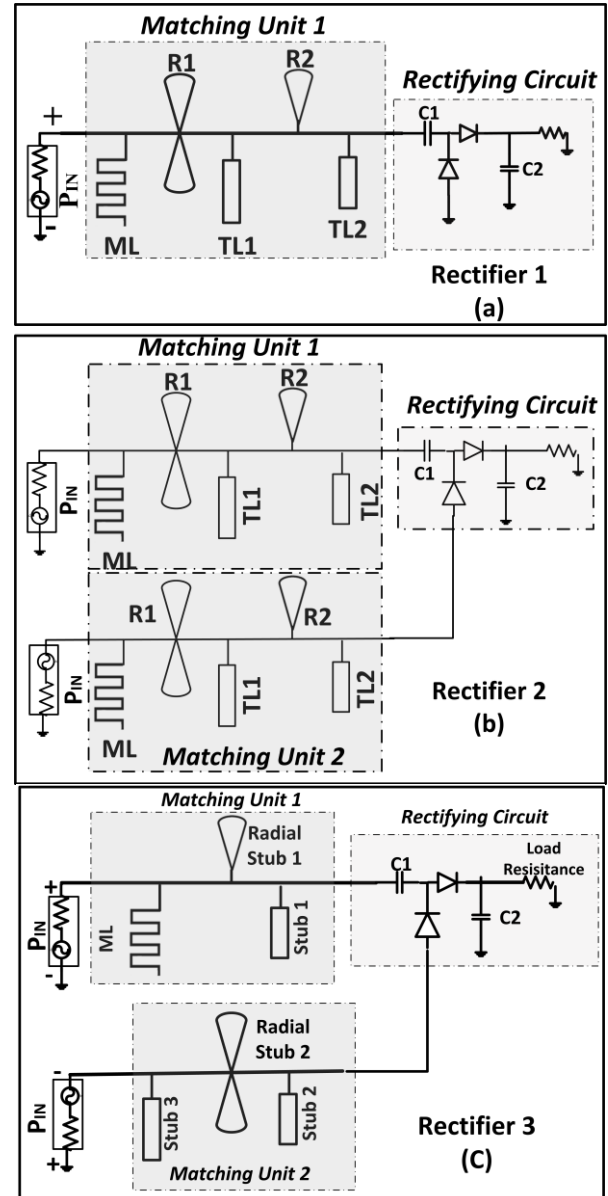 Matching Unit 1
R1
R2
Rectifying Circuit
C1
C2
+
PIN
-
ML
TL1
TL2
Rectifier 1
(a)
Matching Unit 1
R1
R2
Rectifying Circuit
C1
C2
PIN
ML
TL1
TL2
R1
R2
PIN
ML
TL1
TL2
Matching Unit 2
Rectifier 2
(b)
Matching Unit 1
Rectifying Circuit
Radial
Stub 1
Load
Resisitance
C1
C2
+
PIN
-
ML
Stub 1
Radial
Stub 2
-
PIN
+
Stub 3
Stub 2
Matching Unit 2
Rectifier 3
(C)